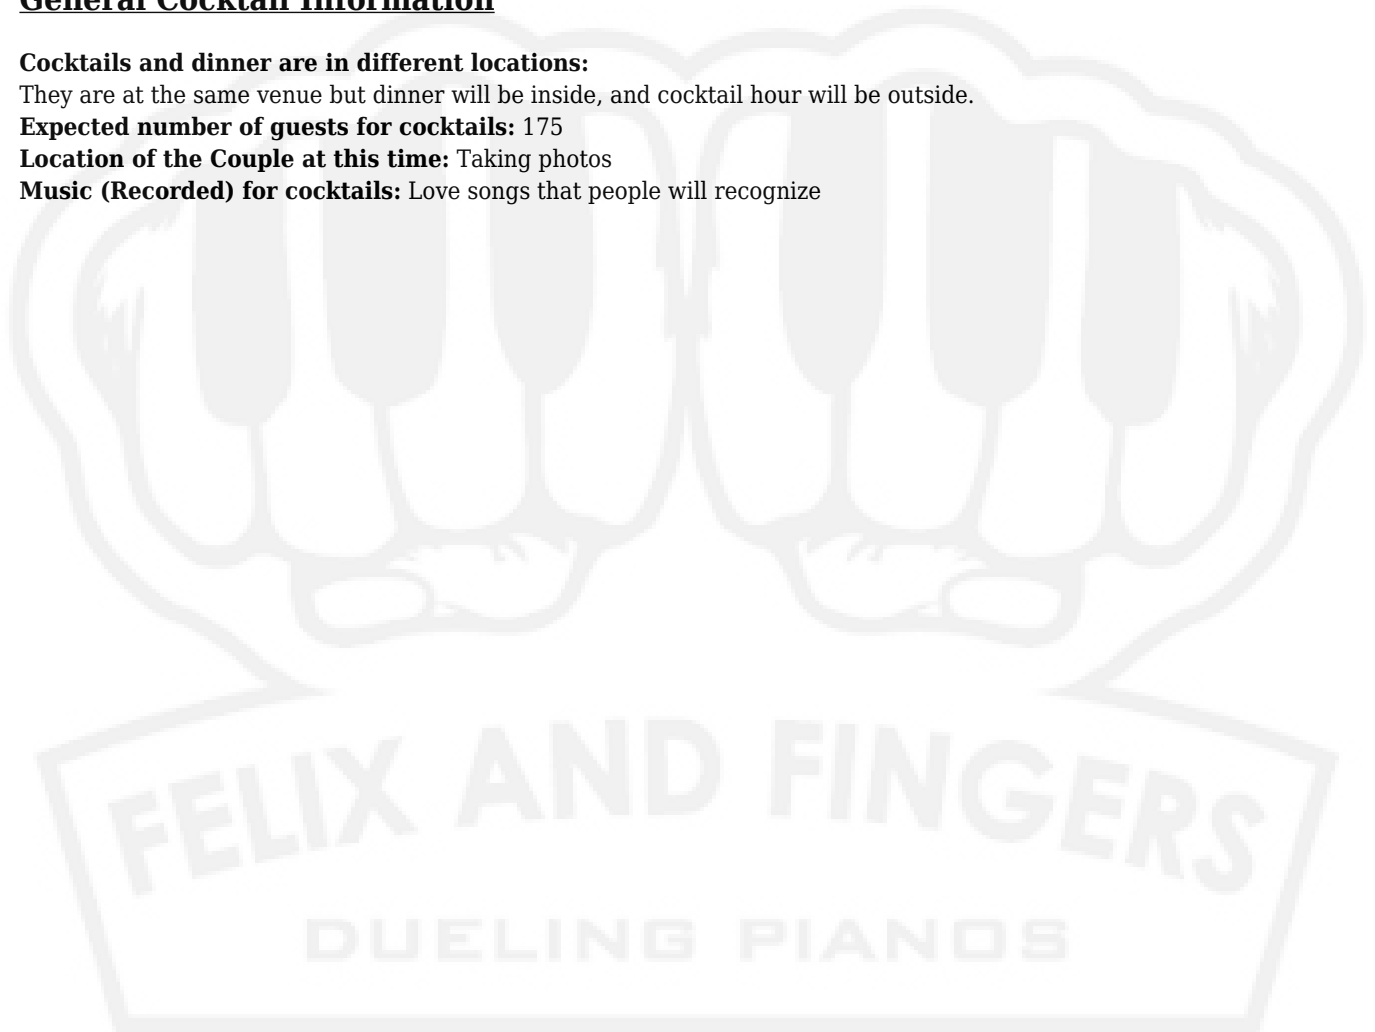 General Cocktail Information
Cocktails and dinner are in different locations:
They are at the same venue but dinner will be inside, and cocktail hour will be outside.
Expected number of guests for cocktails: 175
Location of the Couple at this time: Taking photos
Music (Recorded) for cocktails: Love songs that people will recognize
FELIX AND FINGERS
DUELING PIANOS